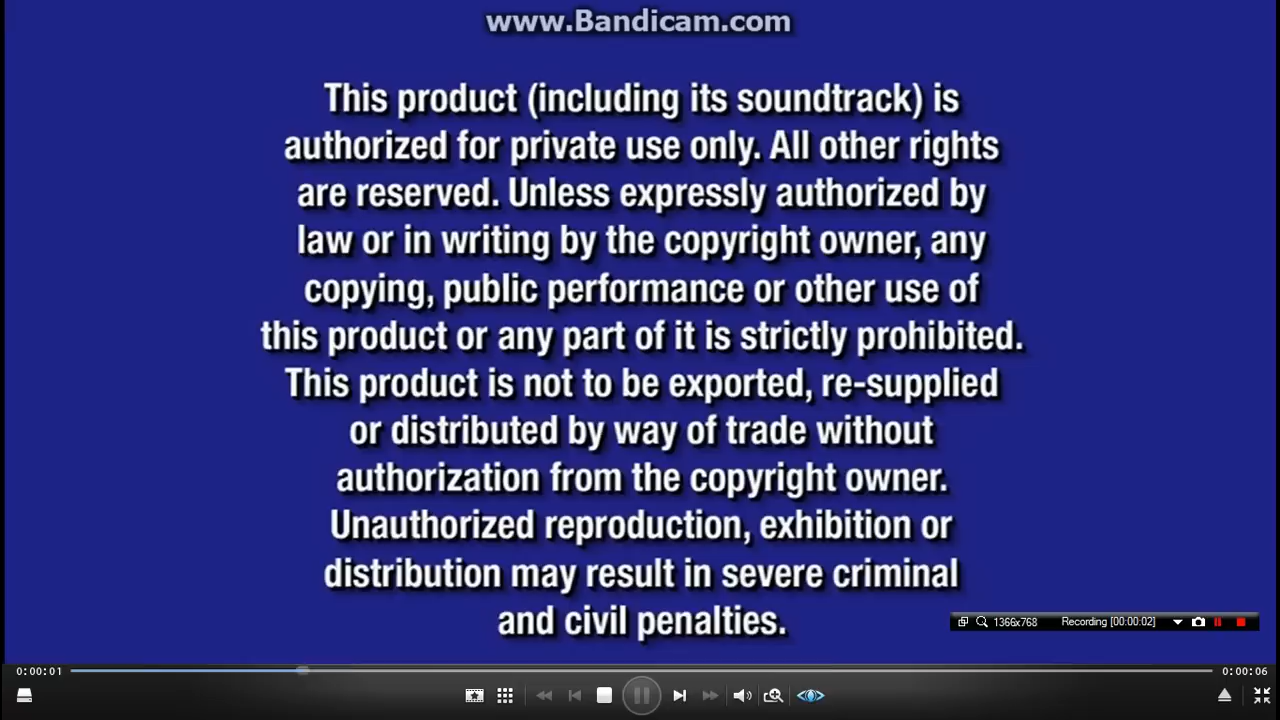 www.Bandicam.com
This product (including its soundtrack) is
authorized for private use only. All other rights
are reserved. Unless expressly authorized by
law or in writing by the copyright owner, any
copying, public performance or other use of
this product or any part of it is strictly prohibited.
This product is not to be exported, re-supplied
or distributed by way of trade without
authorization from the copyright owner.
Unauthorized reproduction, exhibition or
distribution may result in severe criminal
and civil penalties.
1366x768 Recording [00:00:02]
0:00:01 0:00:06